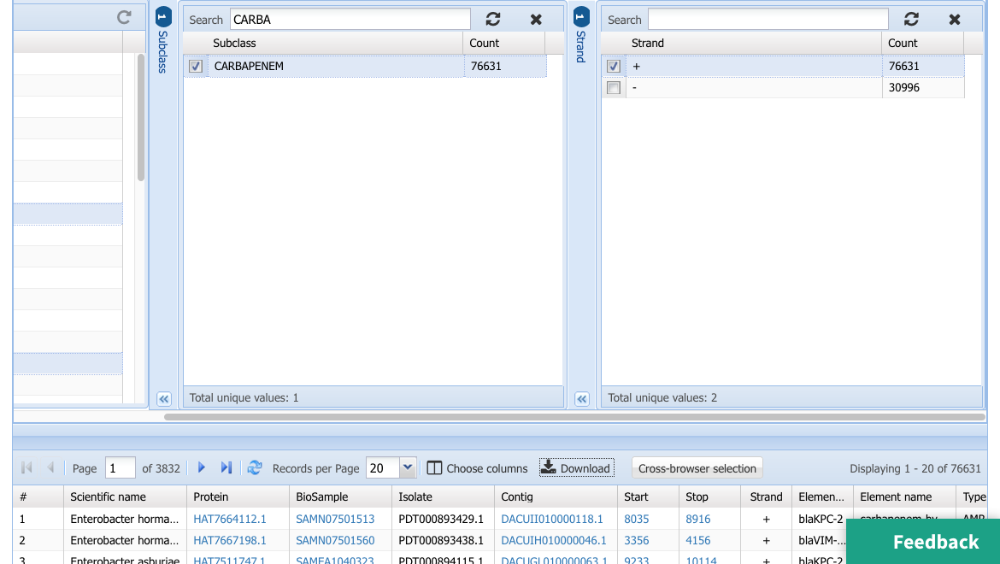 1 Subclass
Search CARBA
Subclass Count
CARBAPENEM 76631
Total unique values: 1
1 Strand
Search
Strand Count
+ 76631
- 30996
Total unique values: 2
Page 1 of 3832 Records per Page 20 Choose columns Download Cross-browser selection Displaying 1 - 20 of 76631
# Scientific name Protein BioSample Isolate Contig Start Stop Strand Elemen... Element name Type
1 Enterobacter horma... HAT7664112.1 SAMN07501513 PDT000893429.1 DACUII010000118.1 8035 8916 + blaKPC-2 carbapenem-hy... AMR
2 Enterobacter horma... HAT7667198.1 SAMN07501560 PDT000893438.1 DACUIH010000046.1 3356 4156 + blaVIM-...
3 Enterobacter asburiae HAT7511747.1 SAMEA1040323 PDT000894115.1 DACUGL010000063.1 9233 10114 + blaKPC-2
Feedback